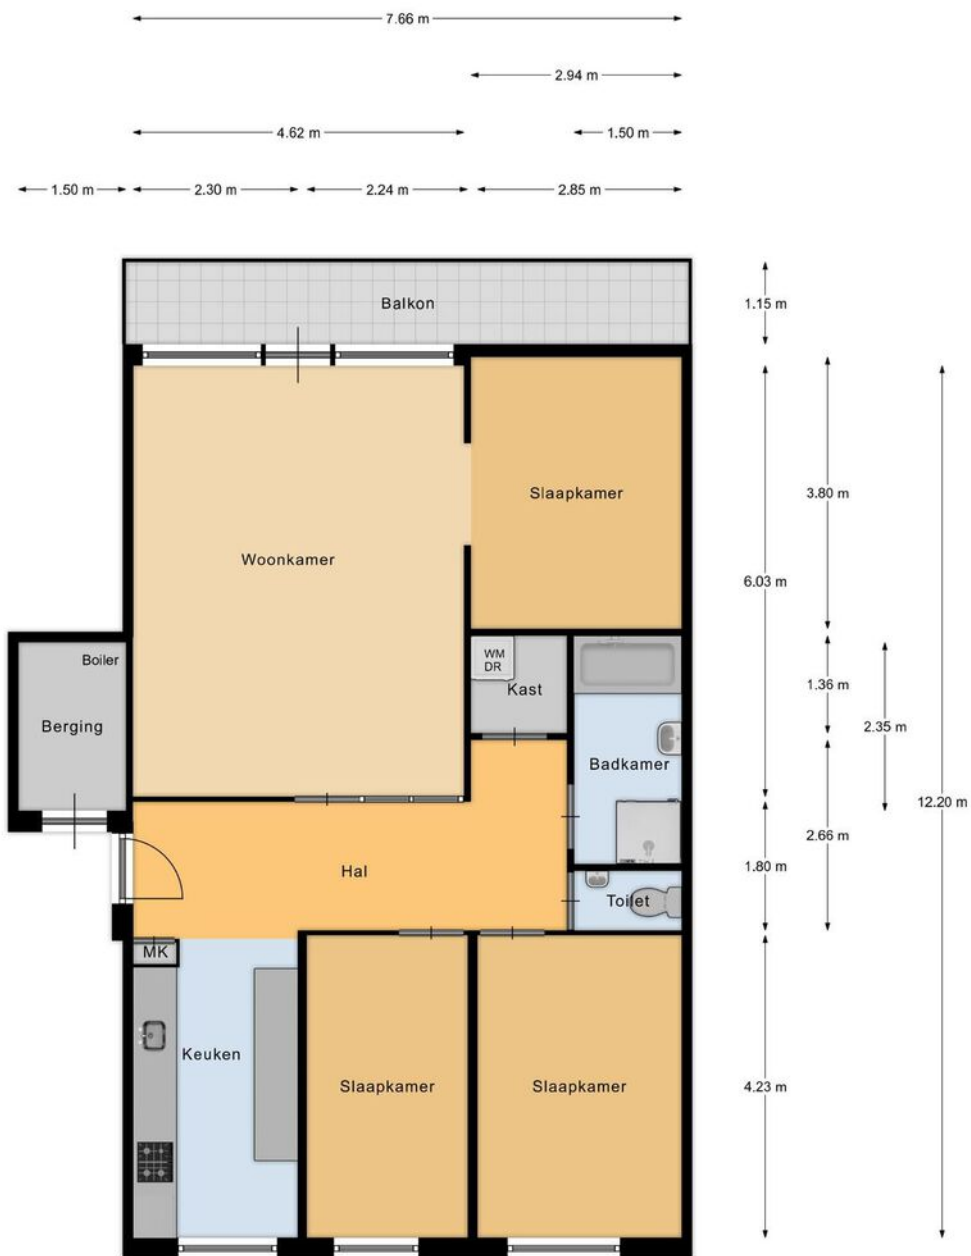 7.66 m
2.94 m
4.62 m
1.50 m
1.50 m
2.30 m
2.24 m
2.85 m
Balkon
1.15 m
Slaapkamer
3.80 m
Woonkamer
6.03 m
Boiler
WM
DR
Kast
1.36 m
Berging
2.35 m
Badkamer
12.20 m
2.66 m
Hal
1.80 m
Toilet
MK
Keuken
Slaapkamer
Slaapkamer
4.23 m